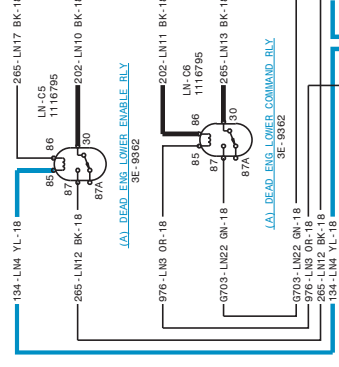 265-LN17 BK-18
202-LN10 BK-18
202-LN11 BK-18
265-LN13 BK-18
LN-C5
1116795
LN-C6
1116795
86
30
85
87
87A
86
30
85
87
87A
(A) DEAD ENG LOWER ENABLE RLY
3E-9362
(A) DEAD ENG LOWER COMMAND RLY
3E-9362
134-LN4 YL-18
265-LN12 BK-18
976-LN3 OR-18
G703-LN22 GN-18
G703-LN22 GN-18
976-LN3 OR-18
265-LN12 BK-18
134-LN4 YL-18